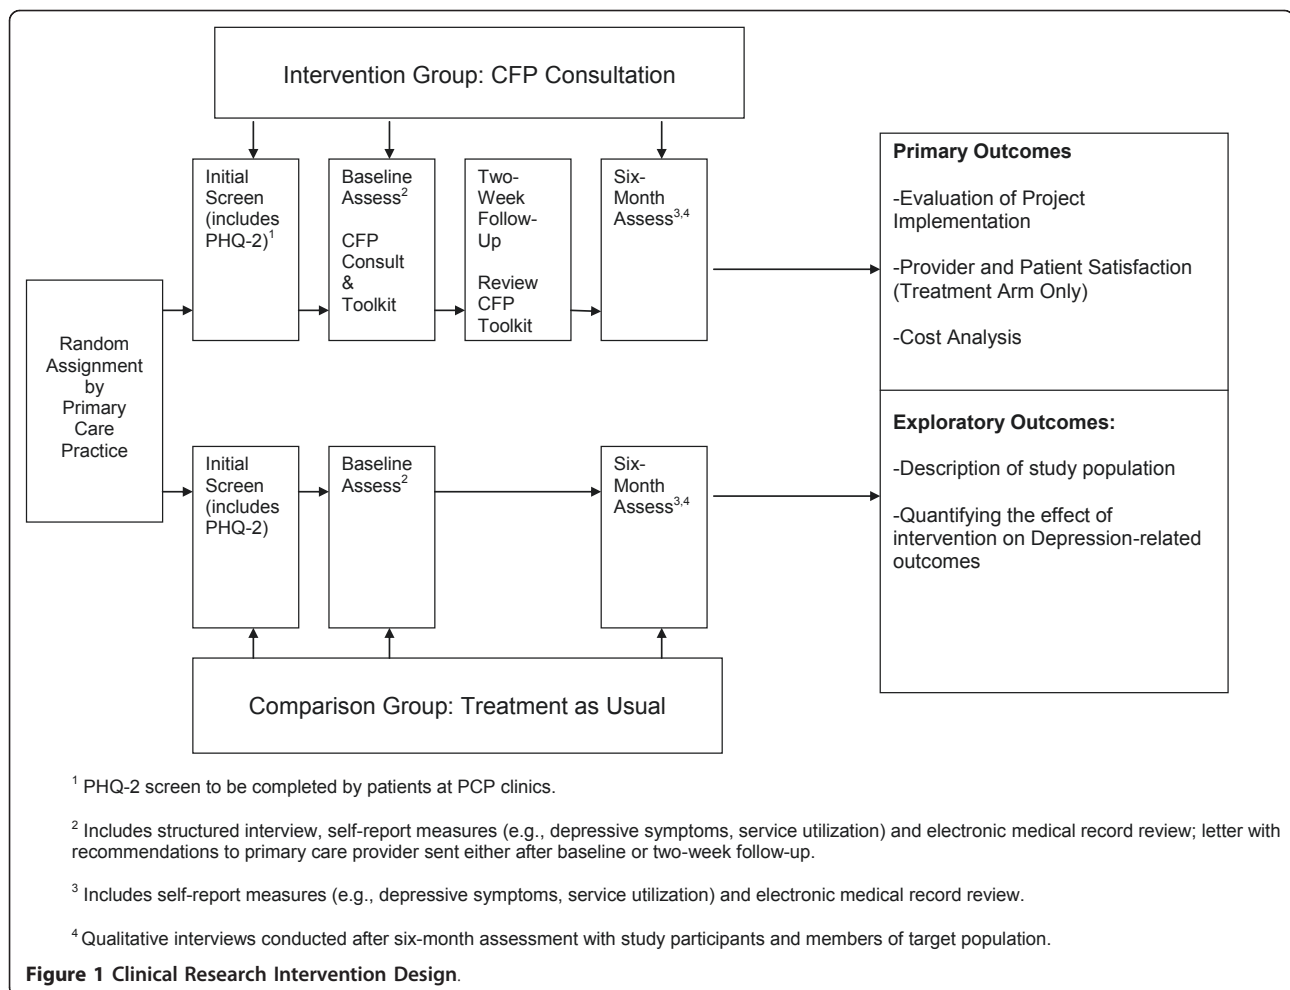 Intervention Group: CFP Consultation
Initial
Screen
(includes
PHQ-2)1
Baseline
Assess2
CFP
Consult
&
Toolkit
Two-
Week
Follow-
Up
Review
CFP
Toolkit
Six-
Month
Assess3,4
Primary Outcomes
-Evaluation of Project
Implementation
-Provider and Patient Satisfaction
(Treatment Arm Only)
-Cost Analysis
Random
Assignment
by
Primary
Care
Practice
Initial
Screen
(includes
PHQ-2)
Baseline
Assess2
Six-
Month
Assess3,4
Exploratory Outcomes:
-Description of study population
-Quantifying the effect of
intervention on Depression-related
outcomes
Comparison Group: Treatment as Usual
1 PHQ-2 screen to be completed by patients at PCP clinics.
2 Includes structured interview, self-report measures (e.g., depressive symptoms, service utilization) and electronic medical record review; letter with
recommendations to primary care provider sent either after baseline or two-week follow-up.
3 Includes self-report measures (e.g., depressive symptoms, service utilization) and electronic medical record review.
4 Qualitative interviews conducted after six-month assessment with study participants and members of target population.
Figure 1 Clinical Research Intervention Design.